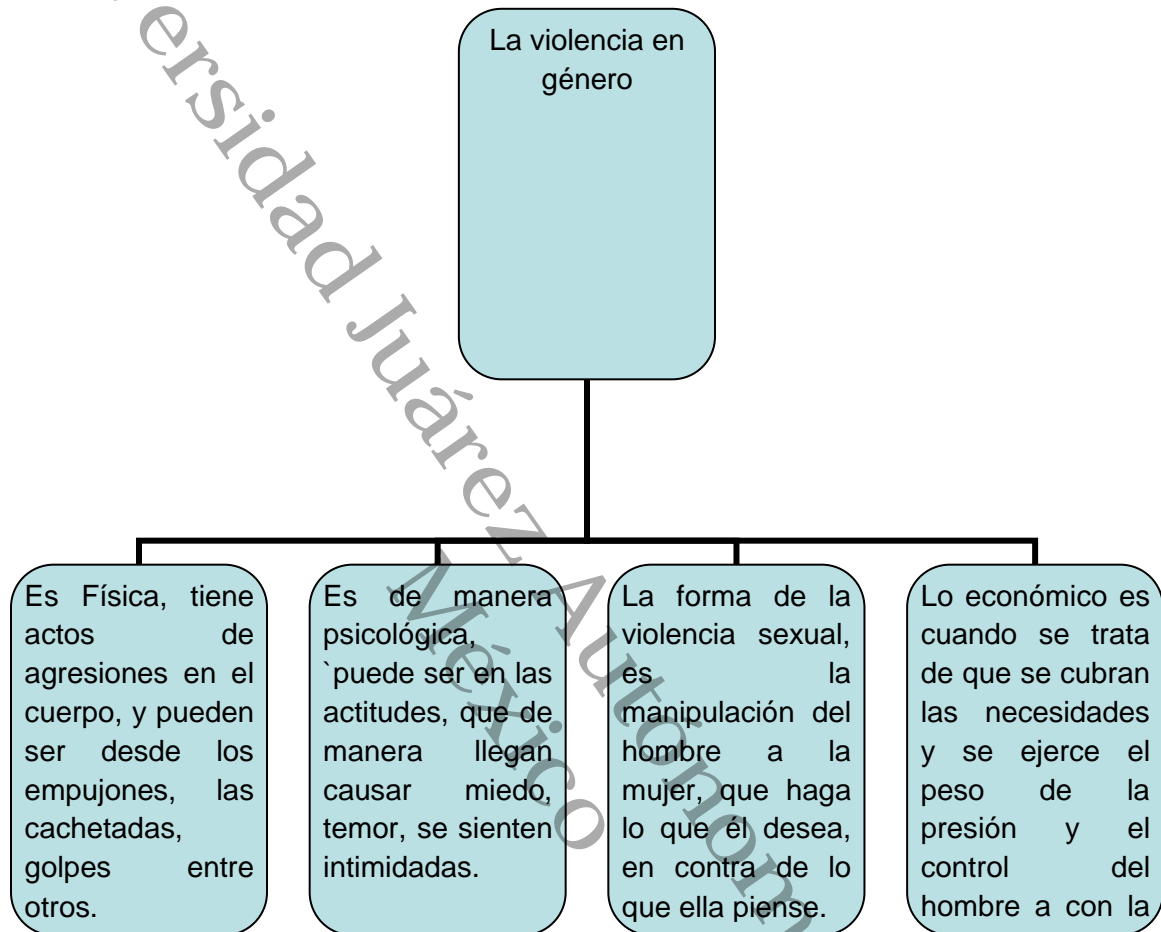 La violencia en
género
Es Física, tiene
actos de
agresiones en el
cuerpo, y pueden
ser desde los
empujones, las
cachetadas,
golpes entre
otros.
Es de manera
psicológica,
`puede ser en las
actitudes, que de
manera llegan
causar miedo,
temor, se sienten
intimidadas.
La forma de la
violencia sexual,
es la
manipulación del
hombre a la
mujer, que haga
lo que él desea,
en contra de lo
que ella piense.
Lo económico es
cuando se trata
de que se cubran
las necesidades
y se ejerce el
peso de la
presión y el
control del
hombre a con la
ersidad Juárez Autónom
México